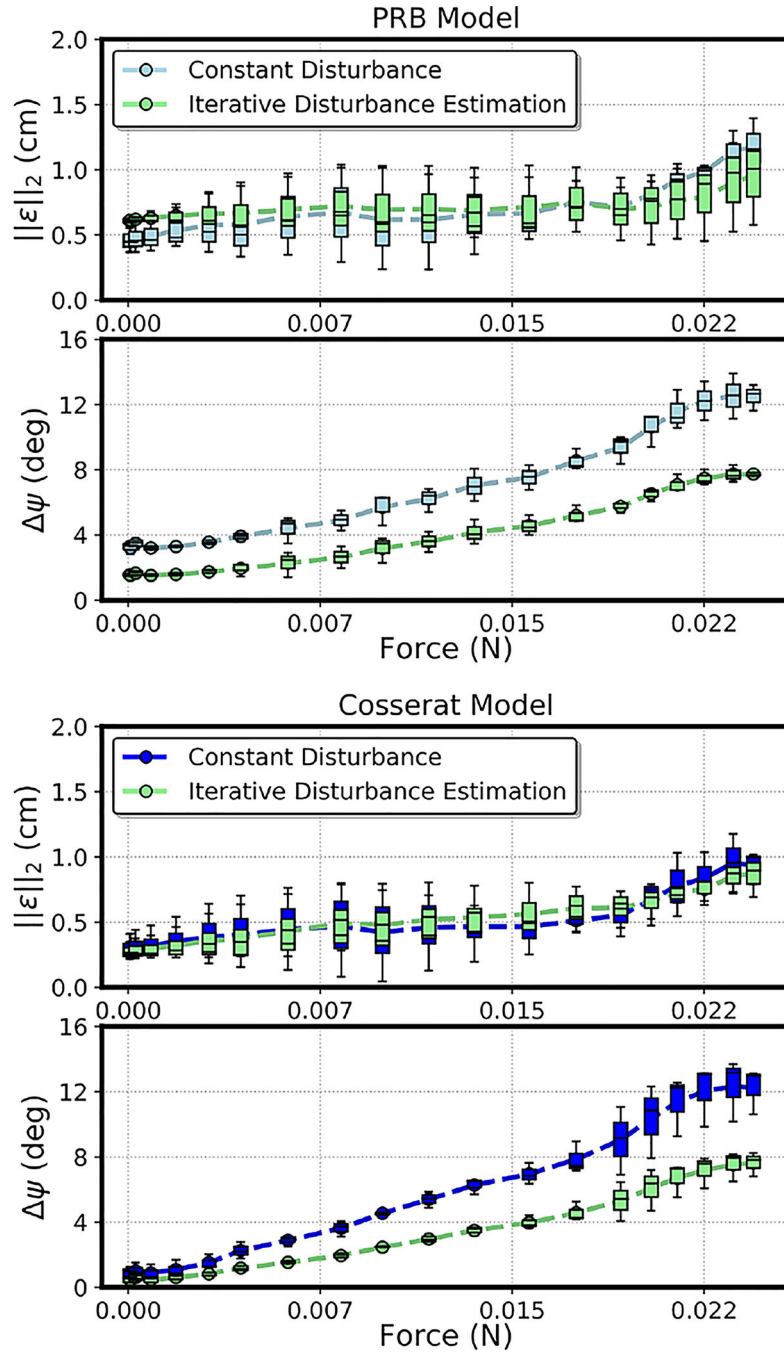 PRB Model
2.0
1.5
1.0
0.5
0.0
||ε||₂ (cm)
Constant Disturbance
Iterative Disturbance Estimation
0.000 0.007 0.015 0.022
16
12
8
4
0
Δψ (deg)
0.000 0.007 0.015 0.022
Force (N)
Cosserat Model
2.0
1.5
1.0
0.5
0.0
||ε||₂ (cm)
Constant Disturbance
Iterative Disturbance Estimation
0.000 0.007 0.015 0.022
16
12
8
4
0
Δψ (deg)
0.000 0.007 0.015 0.022
Force (N)